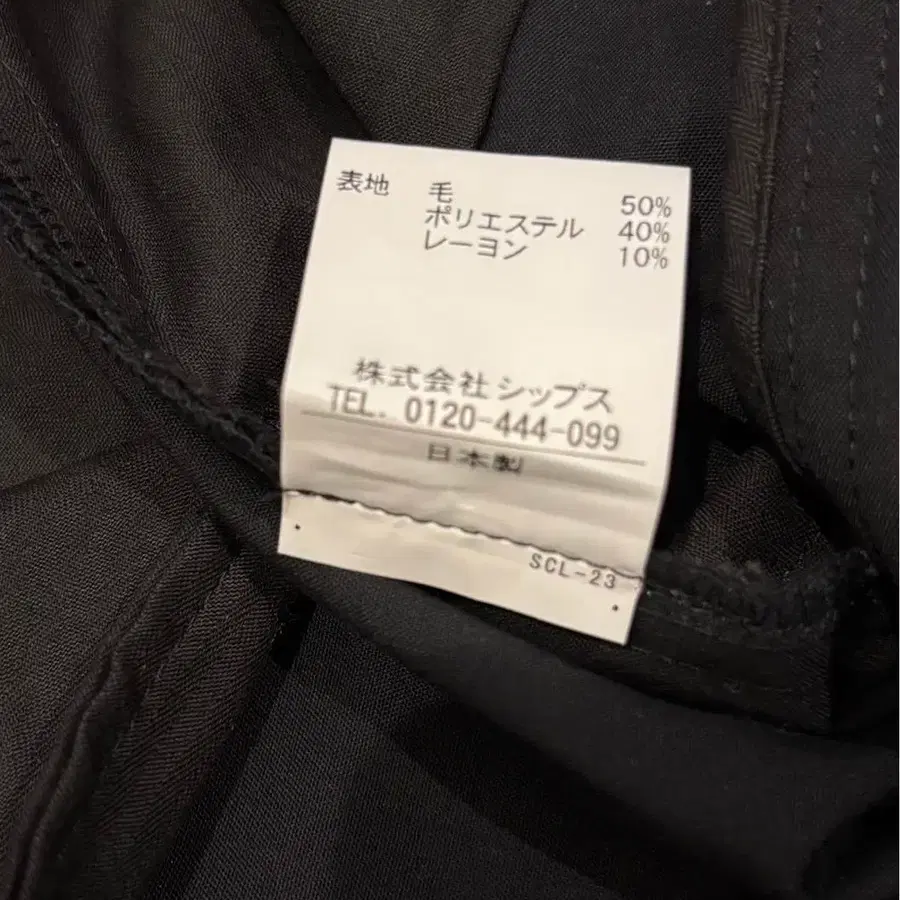 表地 毛 50%
ポリエステル 40%
レーヨン 10%
株式会社 シップス
TEL. 0120-444-099
日本製
SCL-23